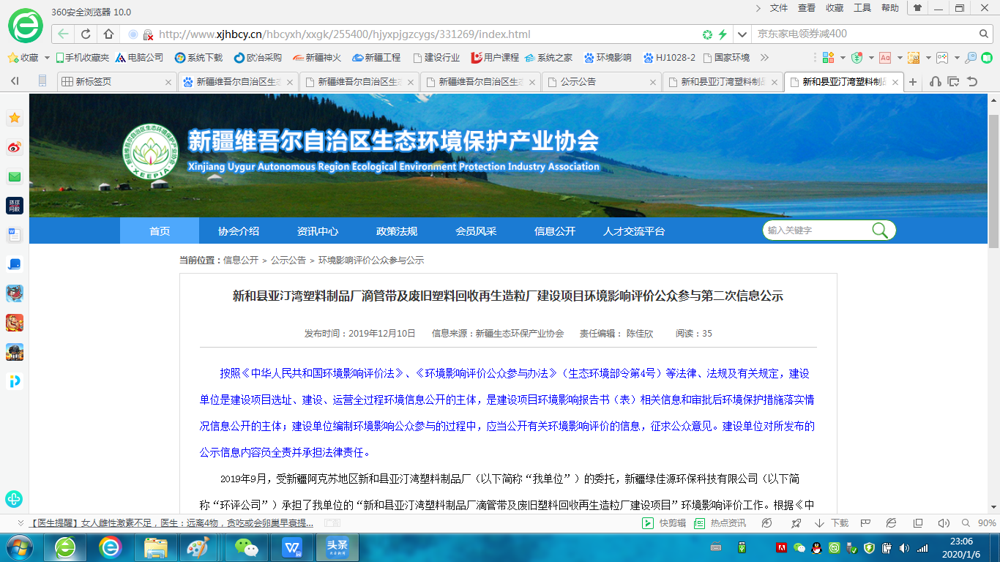 360安全浏览器 10.0
文件 查看 收藏 工具 帮助
http://www.xjhbcy.cn/hbcyxh/xxgk/255400/hjyxpjgzcygs/331269/index.html
京东家电领券减400
收藏 手机收藏夹 电脑公司 系统下载 欧冶采购 新疆神火 新疆工程 建设银行 用户课程 系统之家 环境影响 HJ1028-2 国家环境
新标签页 新疆维吾尔自治区生态 新疆维吾尔自治区生态 新疆维吾尔自治区生态 公示公告 新和县亚汀湾塑料制品 新和县亚汀湾塑料制品
新疆维吾尔自治区生态环境保护产业协会
XEEPIA
Xinjiang Uygur Autonomous Region Ecological Environment Protection Industry Association
环球
网校
首页 协会介绍 资讯中心 政策法规 会员风采 信息公开 人才交流平台 输入关键字
当前位置：信息公开 > 公示公告 > 环境影响评价公众参与公示
新和县亚汀湾塑料制品厂滴管带及废旧塑料回收再生造粒厂建设项目环境影响评价公众参与第二次信息公示
发布时间：2019年12月10日 信息来源：新疆生态环保产业协会 责任编辑： 陈佳欣 阅读：35
按照《中华人民共和国环境影响评价法》、《环境影响评价公众参与办法》（生态环境部令第4号）等法律、法规及有关规定，建设
单位是建设项目选址、建设、运营全过程环境信息公开的主体，是建设项目环境影响报告书（表）相关信息和审批后环境保护措施落实情
况信息公开的主体；建设单位编制环境影响公众参与的过程中，应当公开有关环境影响评价的信息，征求公众意见。建设单位对所发布的
公示信息内容负全责并承担法律责任。
2019年9月，受新疆阿克苏地区新和县亚汀湾塑料制品厂（以下简称“我单位”）的委托，新疆绿佳源环保科技有限公司（以下简
称“环评公司”）承担了我单位的“新和县亚汀湾塑料制品厂滴管带及废旧塑料回收再生造粒厂建设项目”环境影响评价工作。根据《中
【医生提醒】女人雌性激素不足，医生：远离4物，贪吃或会卵巢早衰提... 广告 快剪辑 热点资讯 下载 90%
头条
23:06
2020/1/6